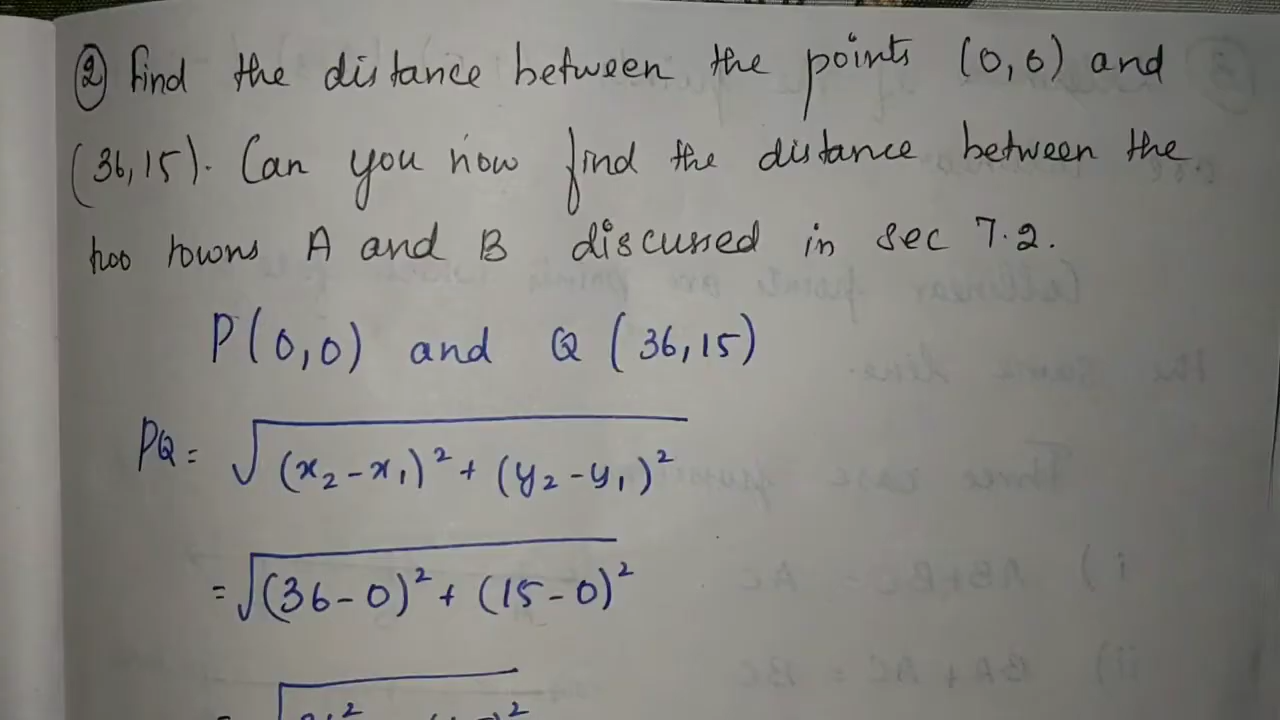 ② Find the distance between the points (0,0) and
(36,15). Can you now find the distance between the
two towns A and B discussed in sec 7.2.
P(0,0) and Q (36,15)
PQ = √(x₂-x₁)² + (y₂-y₁)²
= √(36-0)² + (15-0)²